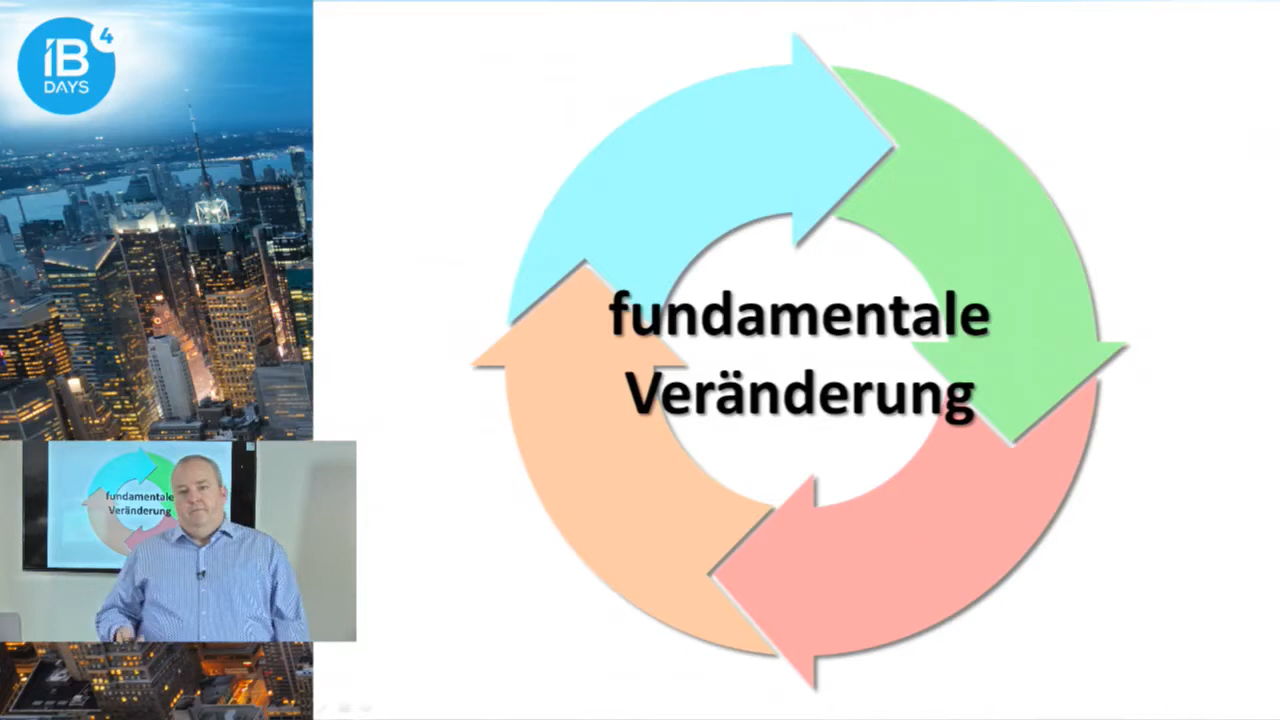 4
iB
DAYS
fundamentale
Veränderung
fundamentale
Veränderung